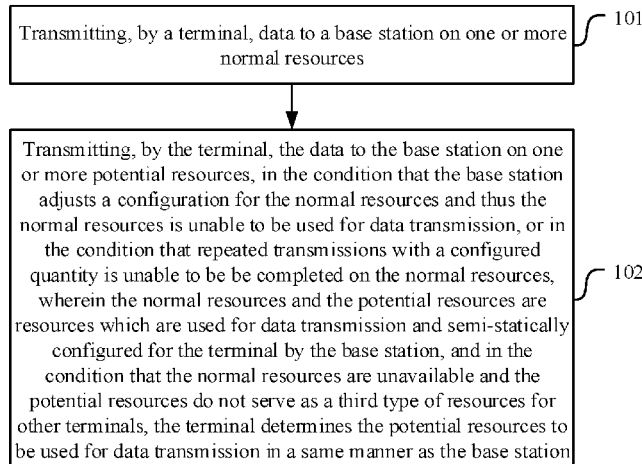 Transmitting, by a terminal, data to a base station on one or more
normal resources
101
Transmitting, by the terminal, the data to the base station on one
or more potential resources, in the condition that the base station
adjusts a configuration for the normal resources and thus the
normal resources is unable to be used for data transmission, or in
the condition that repeated transmissions with a configured
quantity is unable to be be completed on the normal resources,
wherein the normal resources and the potential resources are
resources which are used for data transmission and semi-statically
configured for the terminal by the base station, and in the
condition that the normal resources are unavailable and the
potential resources do not serve as a third type of resources for
other terminals, the terminal determines the potential resources to
be used for data transmission in a same manner as the base station
102